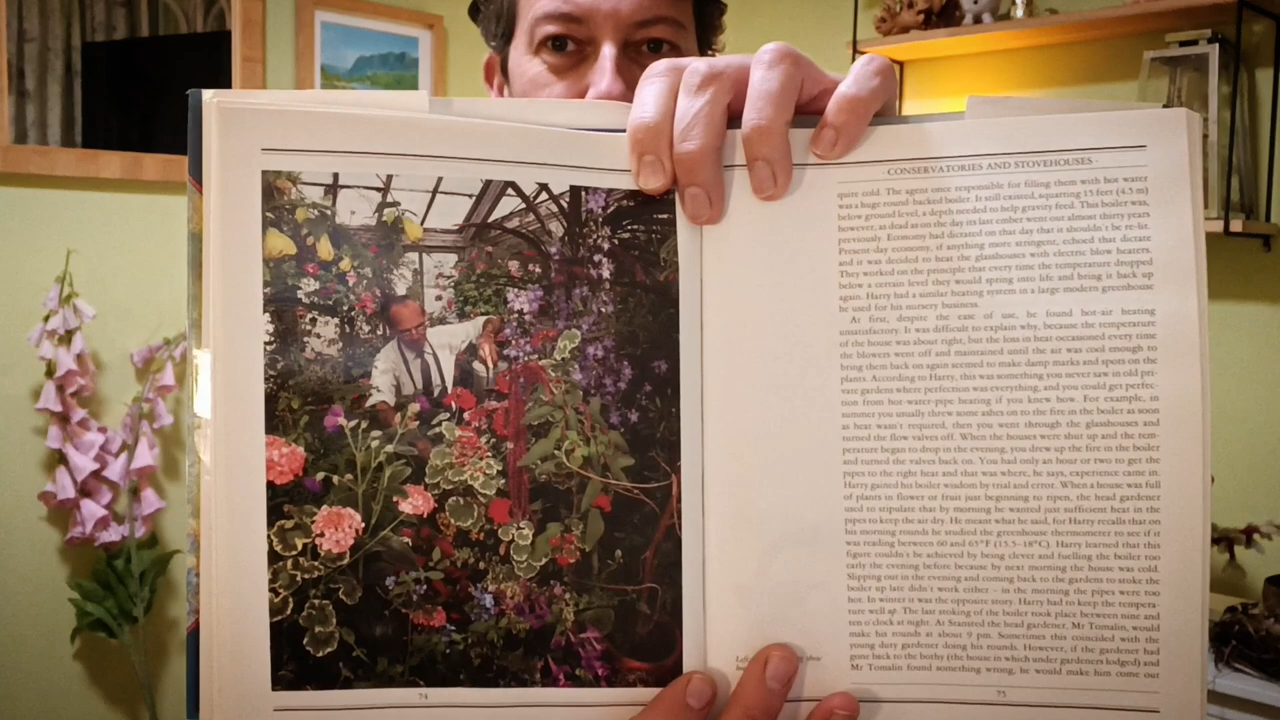 · CONSERVATORIES AND STOVEHOUSES ·
quite cold. The agent once responsible for filling them with hot water
was a huge round-backed boiler. It still existed, squatting 15 feet (4.5 m)
below ground level, a depth needed to help gravity feed. This boiler was,
however, as dead as on the day its last ember went out almost thirty years
previously. Economy had dictated on that day that it shouldn't be re-lit.
Present-day economy, if anything more stringent, echoed that dictate
and it was decided to heat the glasshouses with electric blow heaters.
They worked on the principle that every time the temperature dropped
below a certain level they would spring into life and bring it back up
again. Harry had a similar heating system in a large modern greenhouse
he used for his nursery business.
At first, despite the ease of use, he found hot-air heating
unsatisfactory. It was difficult to explain why, because the temperature
of the house was about right, but the loss in heat occasioned every time
the blowers went off and maintained until the air was cool enough to
bring them back on again seemed to make damp marks and spots on the
plants. According to Harry, this was something you never saw in old pri-
vate gardens where perfection was everything, and you could get perfec-
tion from hot-water-pipe heating if you knew how. For example, in
summer you usually threw some ashes on to the fire in the boiler as soon
as heat wasn't required, then you went through the glasshouses and
turned the flow valves off. When the houses were shut up and the tem-
perature began to drop in the evening, you drew up the fire in the boiler
and turned the valves back on. You had only an hour or two to get the
pipes to the right heat and that was where, he says, experience came in.
Harry gained his boiler wisdom by trial and error. When a house was full
of plants in flower or fruit just beginning to ripen, the head gardener
used to stipulate that by morning he wanted just sufficient heat in the
pipes to keep the air dry. He meant what he said, for Harry recalls that on
his morning rounds he studied the greenhouse thermometer to see if it
was reading between 60 and 65°F (15.5–18°C). Harry learned that this
figure couldn't be achieved by being clever and fuelling the boiler too
early the evening before because by next morning the house was cold.
Slipping out in the evening and coming back to the gardens to stoke the
boiler up late didn't work either – in the morning the pipes were too
hot. In winter it was the opposite story. Harry had to keep the tempera-
ture well up. The last stoking of the boiler took place between nine and
ten o'clock at night. At Stansted the head gardener, Mr Tomalin, would
make his rounds at about 9 pm. Sometimes this coincided with the
young duty gardener doing his rounds. However, if the gardener had
gone back to the bothy (the house in which under gardeners lodged) and
Mr Tomalin found something wrong, he would make him come out
74
75